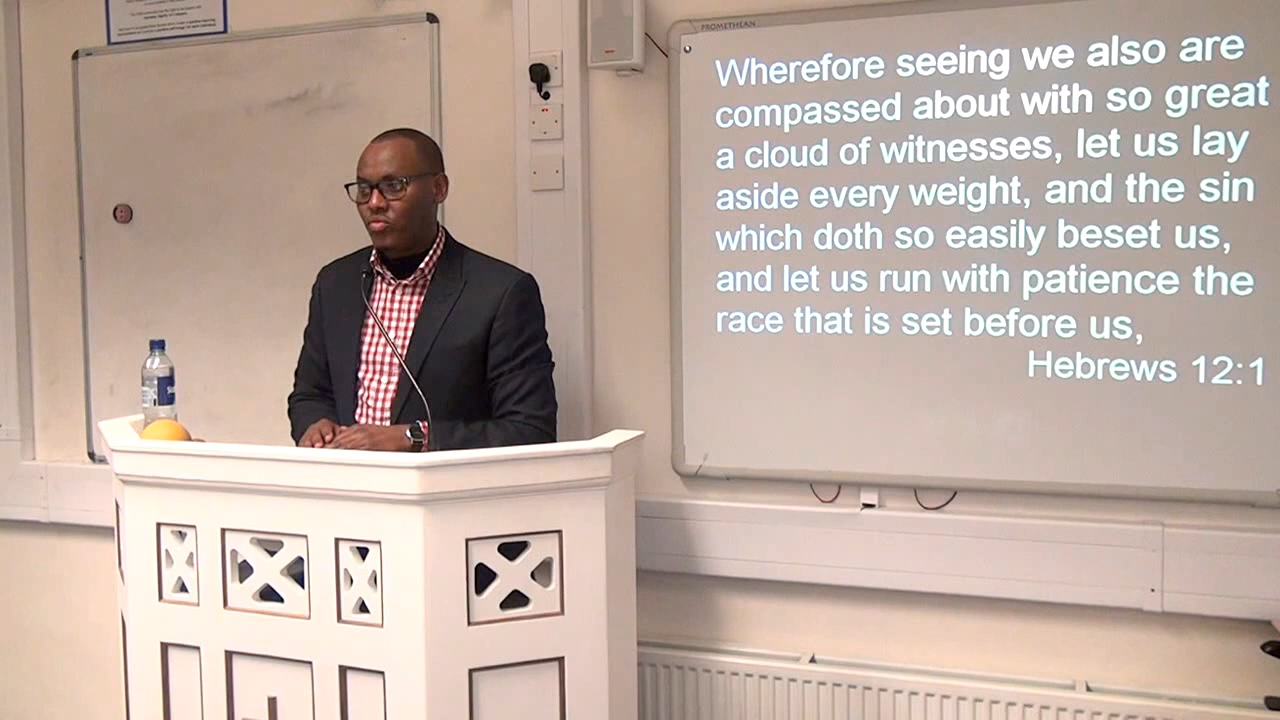 PROMETHEAN
Wherefore seeing we also are
compassed about with so great
a cloud of witnesses, let us lay
aside every weight, and the sin
which doth so easily beset us,
and let us run with patience the
race that is set before us,
Hebrews 12:1